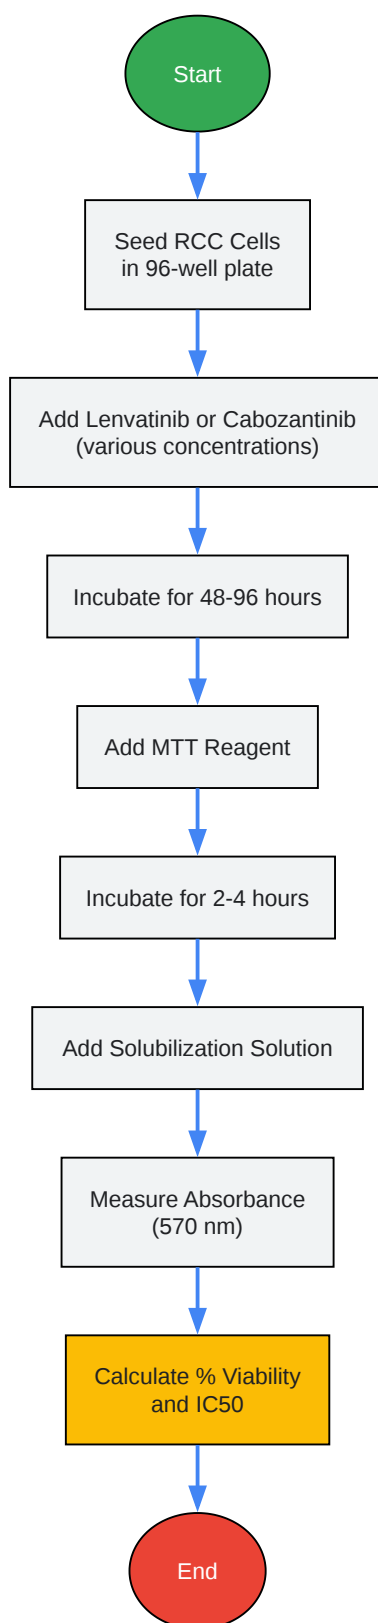 Start
Seed RCC Cells
in 96-well plate
Add Lenvatinib or Cabozantinib
(various concentrations)
Incubate for 48-96 hours
Add MTT Reagent
Incubate for 2-4 hours
Add Solubilization Solution
Measure Absorbance
(570 nm)
Calculate % Viability
and IC50
End